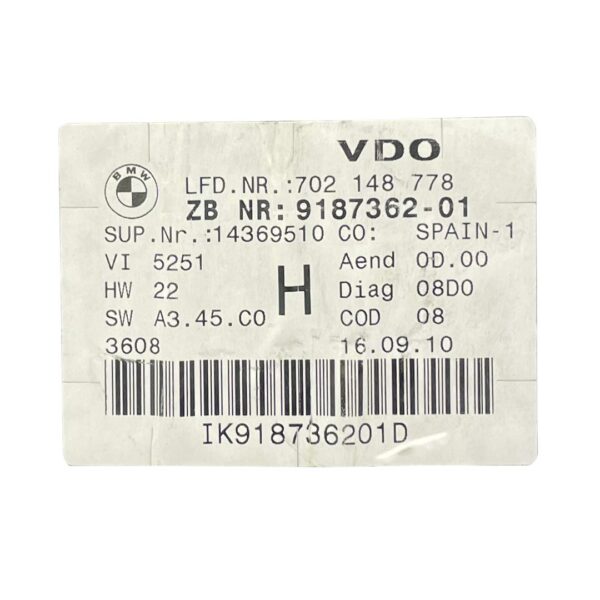 VDO
BMW
LFD.NR.:702 148 778
ZB NR: 9187362-01
SUP.Nr.:14369510 CO: SPAIN-1
VI 5251 Aend 0D.00
HW 22 H Diag 08D0
SW A3.45.C0 COD 08
3608 16.09.10
IK918736201D